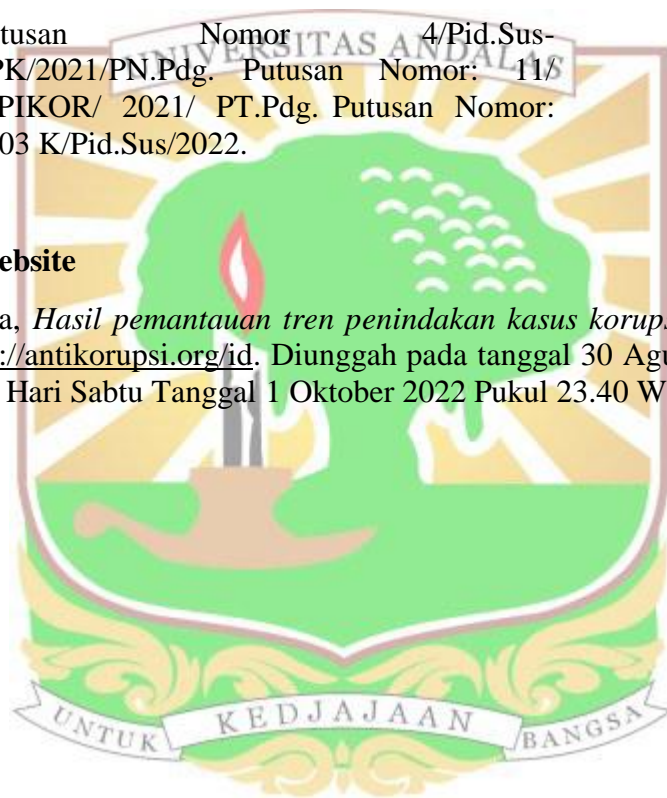 tusan Nomor 4/Pid.Sus-
PK/2021/PN.Pdg. Putusan Nomor: 11/
PIKOR/ 2021/ PT.Pdg. Putusan Nomor:
03 K/Pid.Sus/2022.
ebsite
a, Hasil pemantauan tren penindakan kasus korups
://antikorupsi.org/id. Diunggah pada tanggal 30 Agu
Hari Sabtu Tanggal 1 Oktober 2022 Pukul 23.40 W
UNIVERSITAS ANDALAS
UNTUK KEDJAJAAN BANGSA